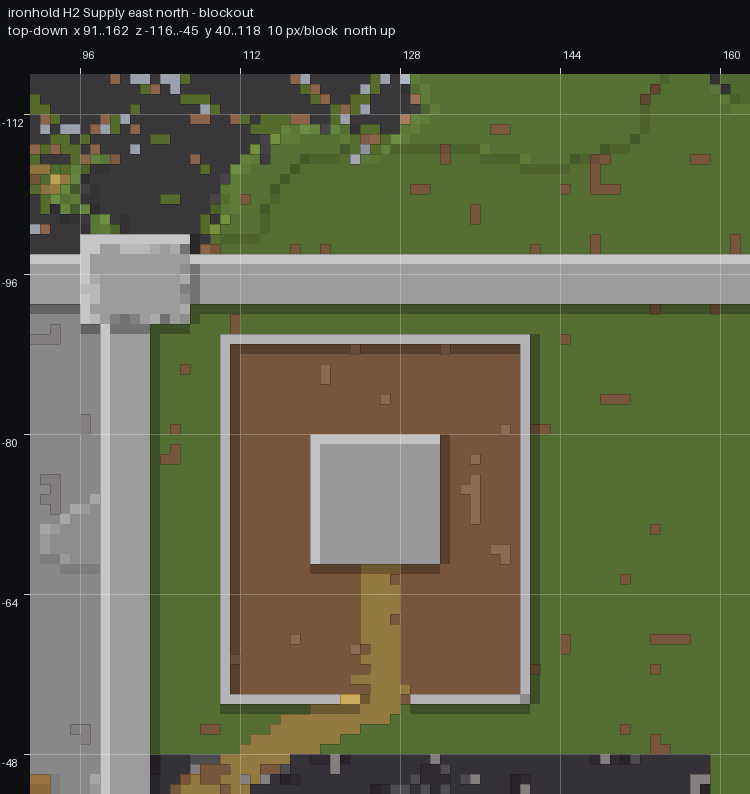 ironhold H2 Supply east north - blockout
top-down  x 91..162  z -116..-45  y 40..118  10 px/block  north up
96 112 128 144 160
-112
-96
-80
-64
-48